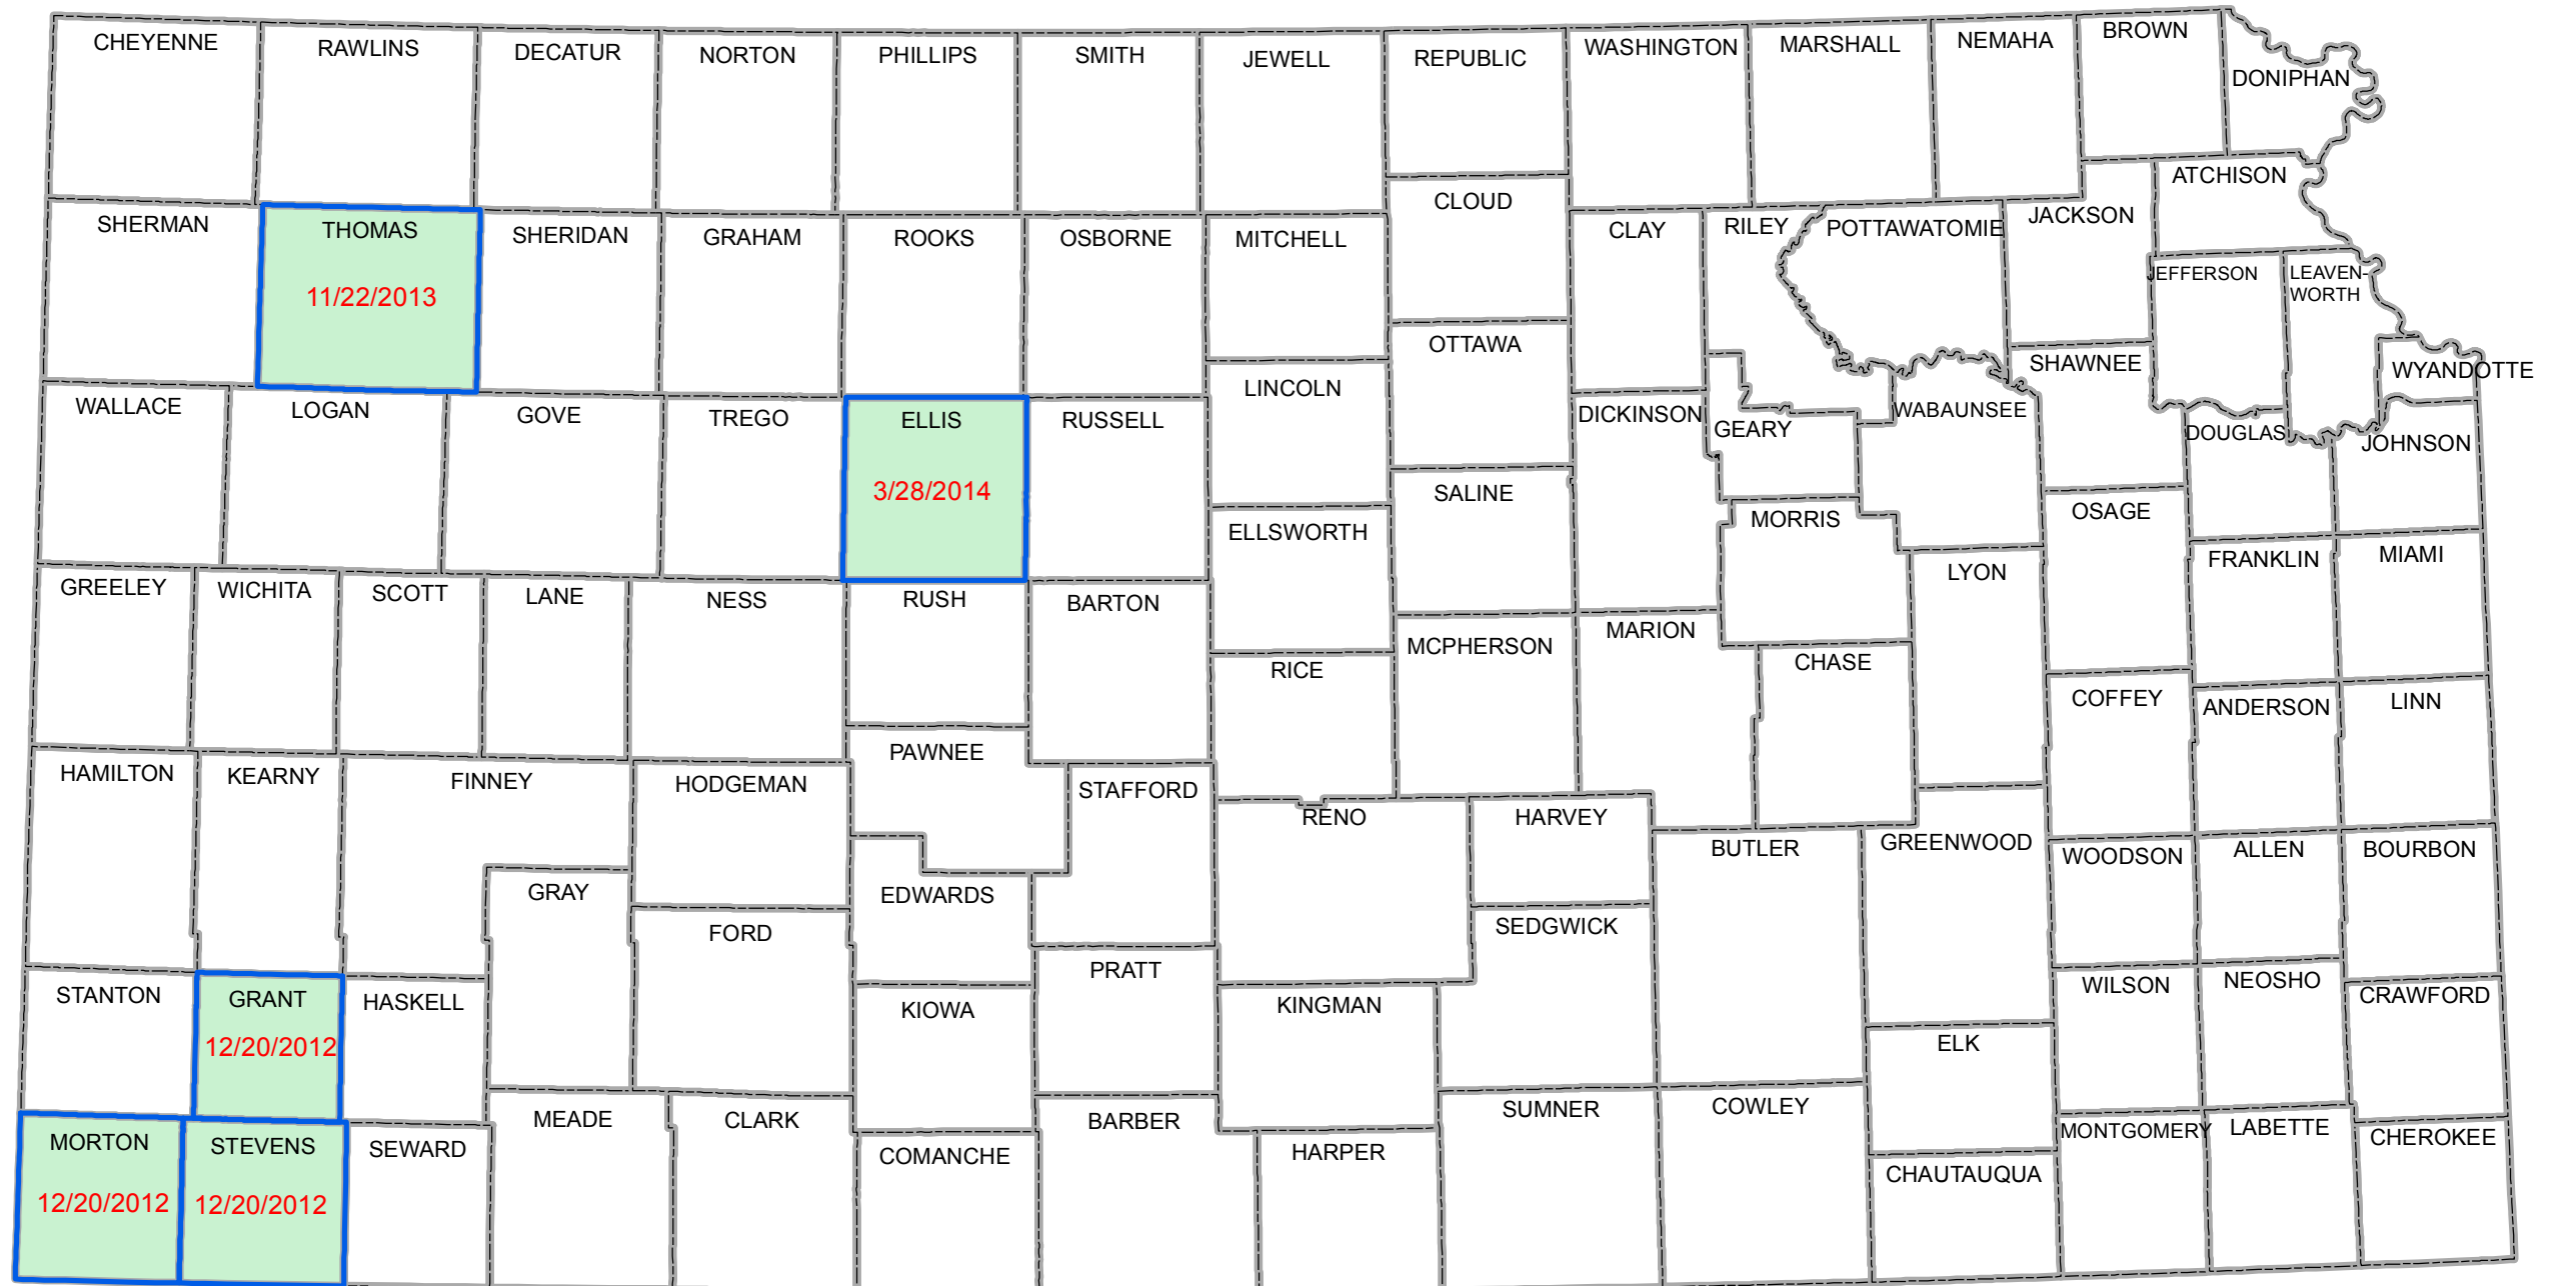 CHEYENNE
RAWLINS
DECATUR
NORTON
PHILLIPS
SMITH
JEWELL
REPUBLIC
WASHINGTON
MARSHALL
NEMAHA
BROWN
DONIPHAN
SHERMAN
THOMAS
11/22/2013
SHERIDAN
GRAHAM
ROOKS
OSBORNE
MITCHELL
CLOUD
CLAY
RILEY
POTTAWATOMIE
JACKSON
ATCHISON
JEFFERSON
LEAVEN-
WORTH
OTTAWA
SHAWNEE
WYANDOTTE
WALLACE
LOGAN
GOVE
TREGO
ELLIS
3/28/2014
RUSSELL
LINCOLN
DICKINSON
GEARY
WABAUNSEE
DOUGLAS
JOHNSON
SALINE
ELLSWORTH
MORRIS
OSAGE
FRANKLIN
MIAMI
LYON
GREELEY
WICHITA
SCOTT
LANE
NESS
RUSH
BARTON
RICE
MCPHERSON
MARION
CHASE
COFFEY
ANDERSON
LINN
HAMILTON
KEARNY
FINNEY
HODGEMAN
PAWNEE
STAFFORD
RENO
HARVEY
BUTLER
GREENWOOD
WOODSON
ALLEN
BOURBON
GRAY
EDWARDS
FORD
SEDGWICK
PRATT
STANTON
GRANT
12/20/2012
HASKELL
KIOWA
KINGMAN
ELK
WILSON
NEOSHO
CRAWFORD
MORTON
12/20/2012
STEVENS
12/20/2012
SEWARD
MEADE
CLARK
COMANCHE
BARBER
HARPER
SUMNER
COWLEY
CHAUTAUQUA
MONTGOMERY
LABETTE
CHEROKEE